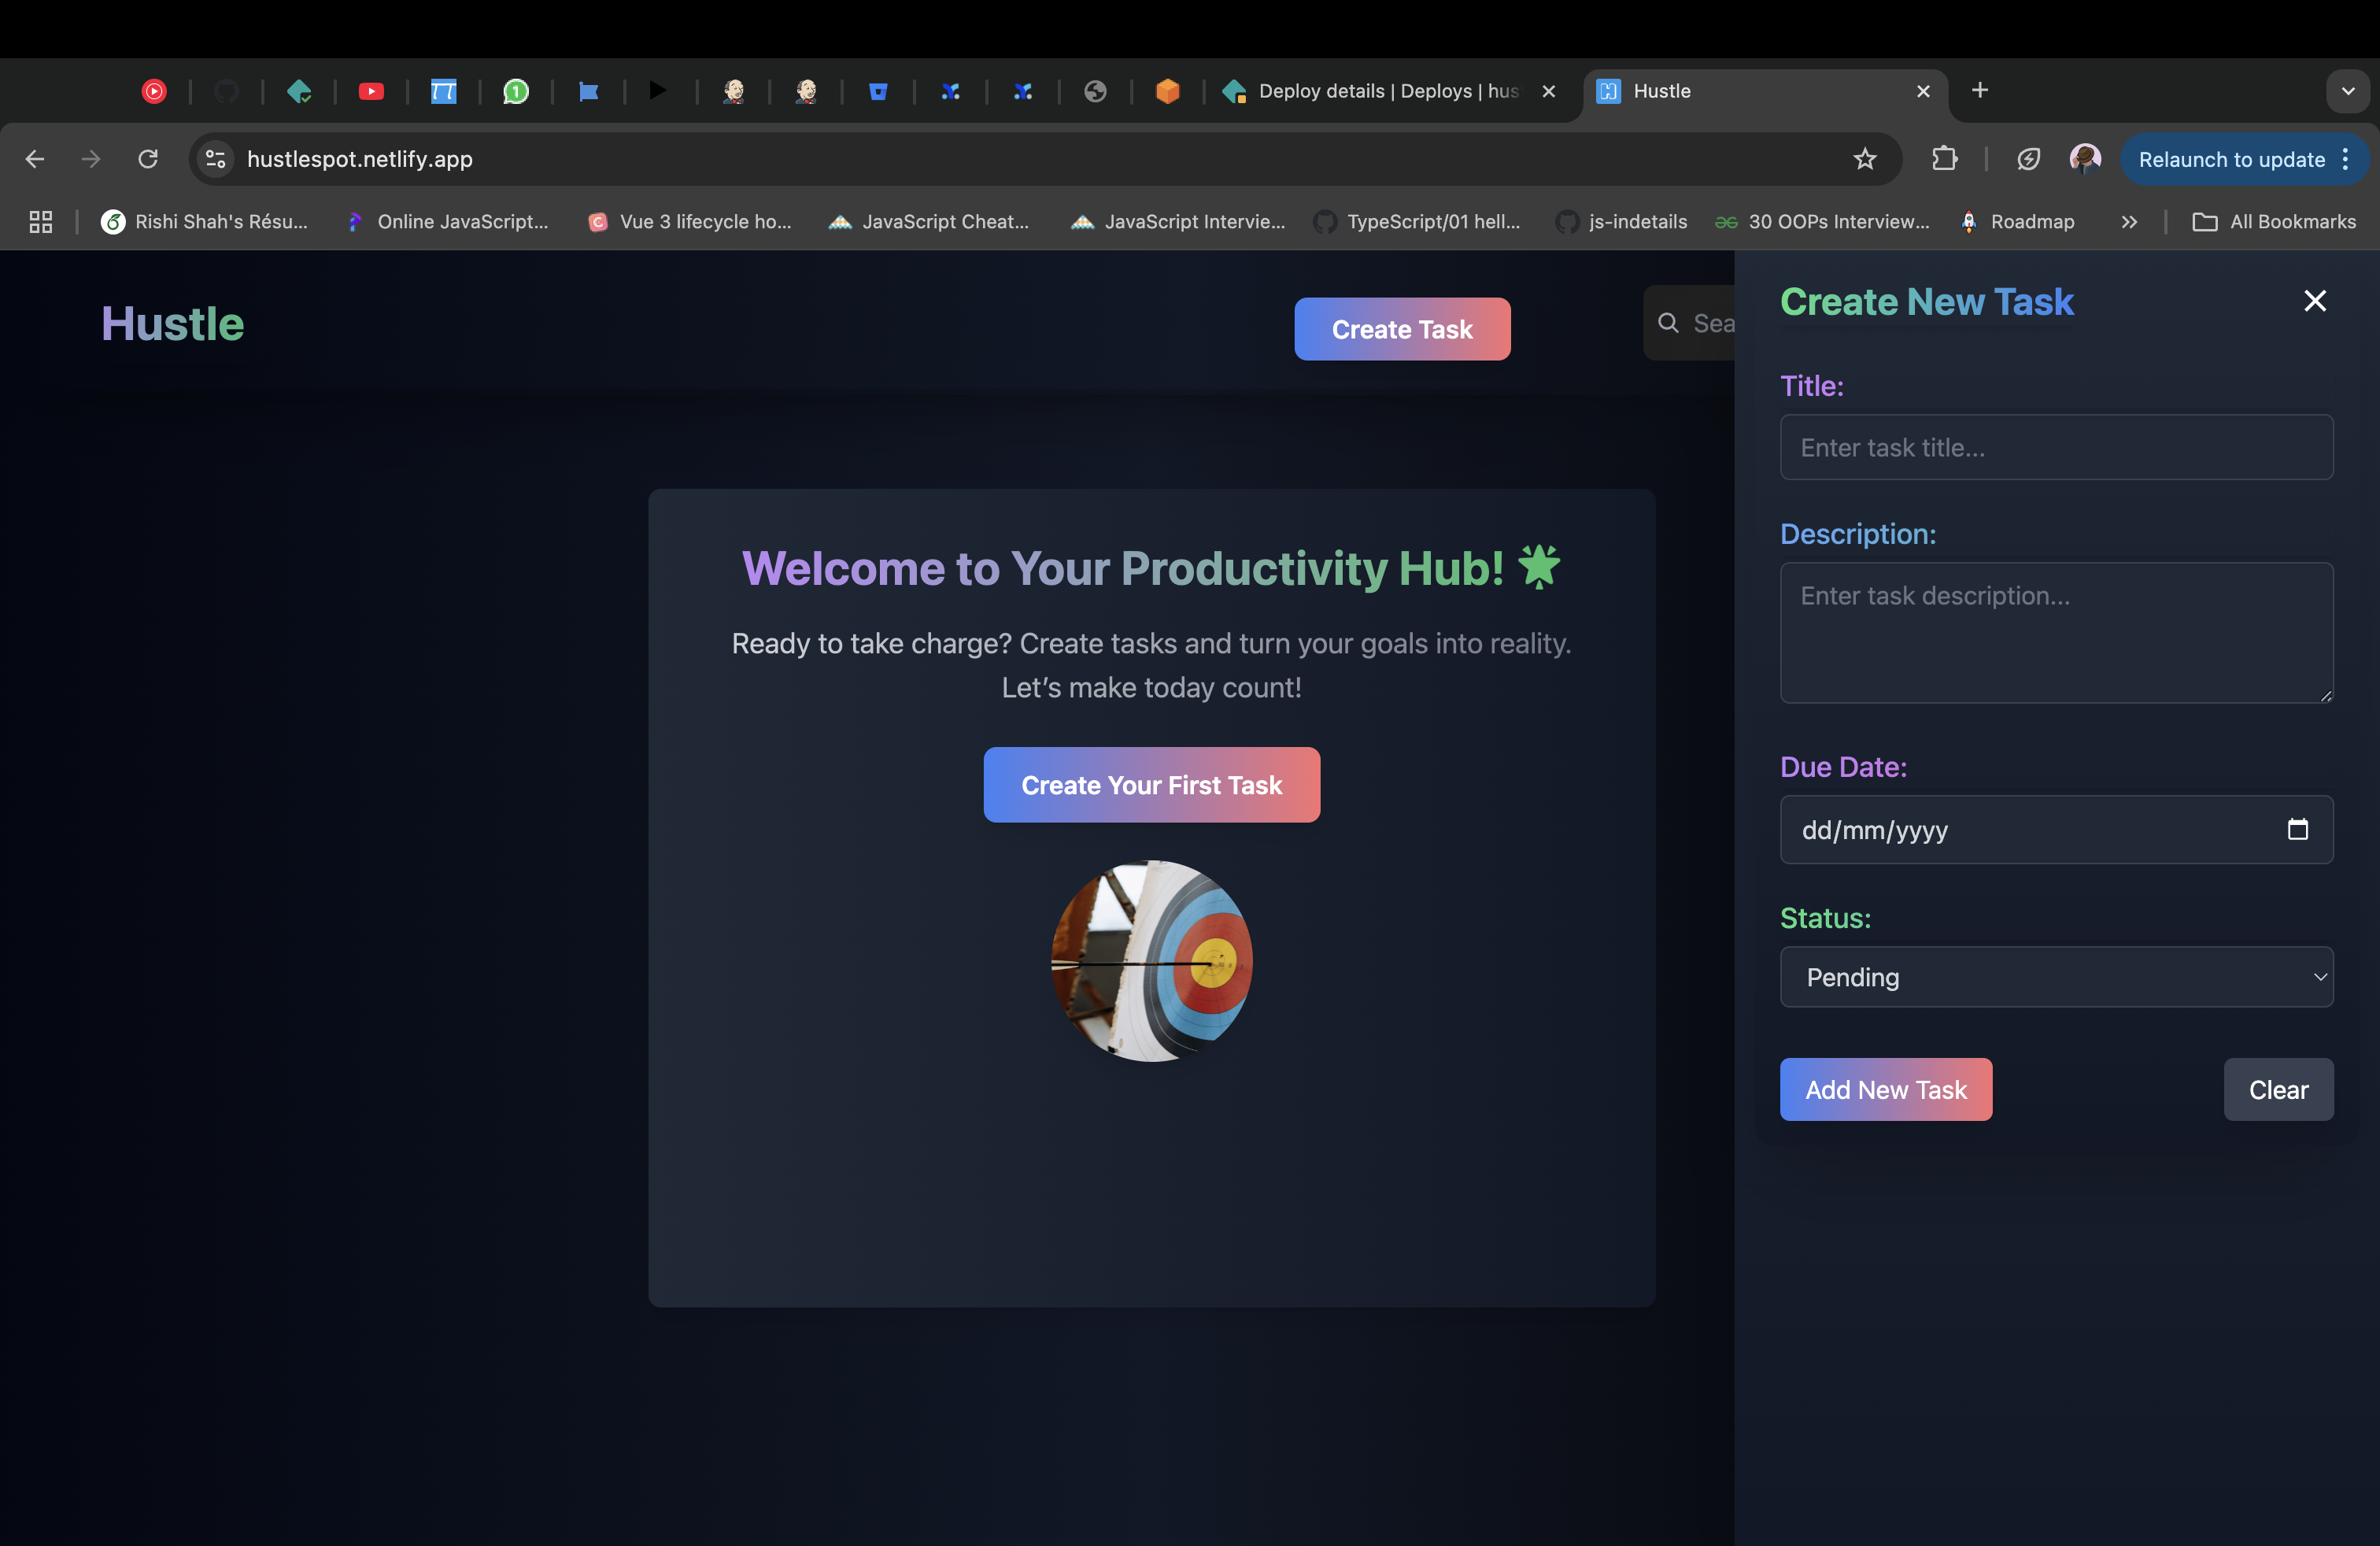 Deploy details | Deploys | hus
Hustle
hustlespot.netlify.app
Relaunch to update
Rishi Shah's Résu...
Online JavaScript...
Vue 3 lifecycle ho...
JavaScript Cheat...
JavaScript Intervie...
TypeScript/01 hell...
js-indetails
30 OOPs Interview...
Roadmap
All Bookmarks
Hustle
Create Task
Sea
Welcome to Your Productivity Hub! 🌟
Ready to take charge? Create tasks and turn your goals into reality.
Let’s make today count!
Create Your First Task
Create New Task
Title:
Enter task title...
Description:
Enter task description...
Due Date:
dd/mm/yyyy
Status:
Pending
Add New Task
Clear